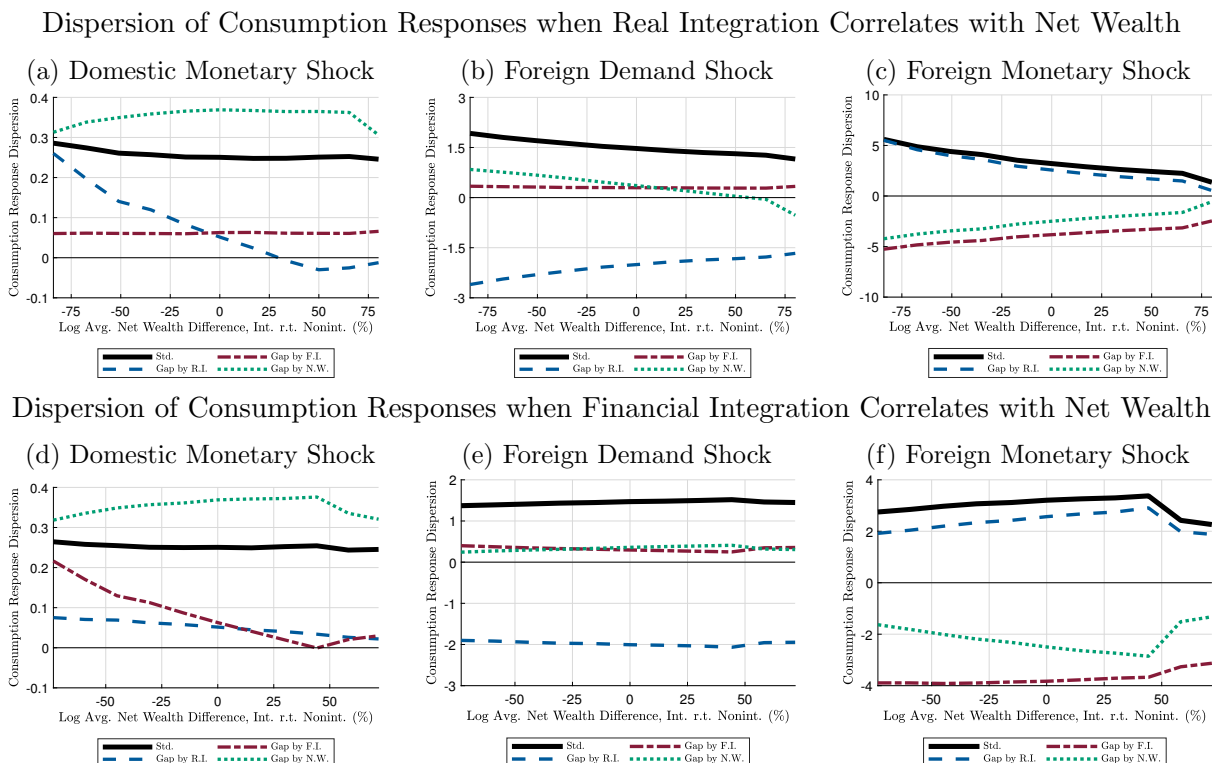 Dispersion of Consumption Responses when Real Integration Correlates with Net Wealth
(a) Domestic Monetary Shock
Consumption Response Dispersion
0.4
0.3
0.2
0.1
0
-0.1
-75 -50 -25 0 25 50 75
Log Avg. Net Wealth Difference, Int. r.t. Nonint. (%)
Std. Gap by F.I.
Gap by R.I. Gap by N.W.
(b) Foreign Demand Shock
Consumption Response Dispersion
3
1.5
0
-1.5
-3
-75 -50 -25 0 25 50 75
Log Avg. Net Wealth Difference, Int. r.t. Nonint. (%)
Std. Gap by F.I.
Gap by R.I. Gap by N.W.
(c) Foreign Monetary Shock
Consumption Response Dispersion
10
5
0
-5
-10
-75 -50 -25 0 25 50 75
Log Avg. Net Wealth Difference, Int. r.t. Nonint. (%)
Std. Gap by F.I.
Gap by R.I. Gap by N.W.
Dispersion of Consumption Responses when Financial Integration Correlates with Net Wealth
(d) Domestic Monetary Shock
Consumption Response Dispersion
0.4
0.3
0.2
0.1
0
-0.1
-50 -25 0 25 50
Log Avg. Net Wealth Difference, Int. r.t. Nonint. (%)
Std. Gap by F.I.
Gap by R.I. Gap by N.W.
(e) Foreign Demand Shock
Consumption Response Dispersion
2
1
0
-1
-2
-3
-50 -25 0 25 50
Log Avg. Net Wealth Difference, Int. r.t. Nonint. (%)
Std. Gap by F.I.
Gap by R.I. Gap by N.W.
(f) Foreign Monetary Shock
Consumption Response Dispersion
4
2
0
-2
-4
-50 -25 0 25 50
Log Avg. Net Wealth Difference, Int. r.t. Nonint. (%)
Std. Gap by F.I.
Gap by R.I. Gap by N.W.